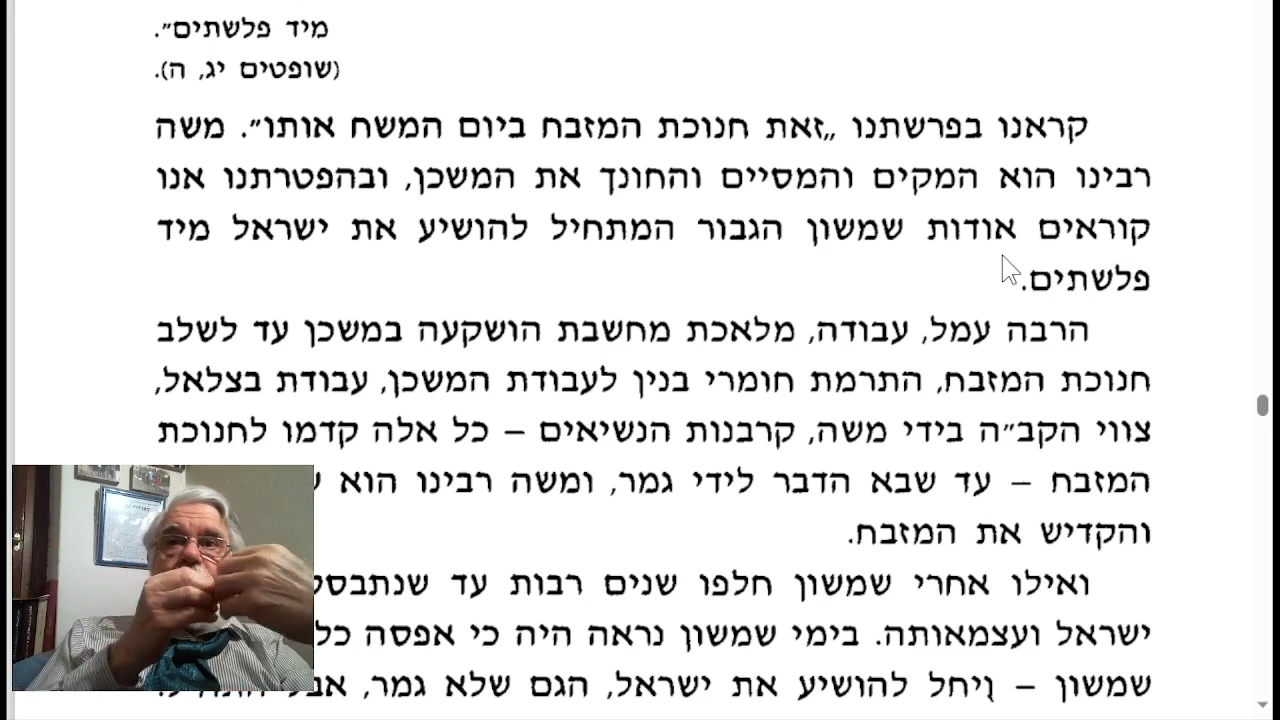 מיד פלשתים״.
(שופטים יג, ה).
קראנו בפרשתנו „זאת חנוכת המזבח ביום המשח אותו״. משה
רבינו הוא המקים והמסיים והחונך את המשכן, ובהפטרתנו אנו
קוראים אודות שמשון הגבור המתחיל להושיע את ישראל מיד
פלשתים.
הרבה עמל, עבודה, מלאכת מחשבת הושקעה במשכן עד לשלב
חנוכת המזבח, התרמת חומרי בנין לעבודת המשכן, עבודת בצלאל,
צווי הקב״ה בידי משה, קרבנות הנשיאים – כל אלה קדמו לחנוכת
המזבח – עד שבא הדבר לידי גמר, ומשה רבינו הוא
והקדיש את המזבח.
ואילו אחרי שמשון חלפו שנים רבות עד
ישראל ועצמאותה. בימי שמשון נראה היה כי אפסה
שמשון – ויחל להושיע את ישראל, הגם שלא גמר,